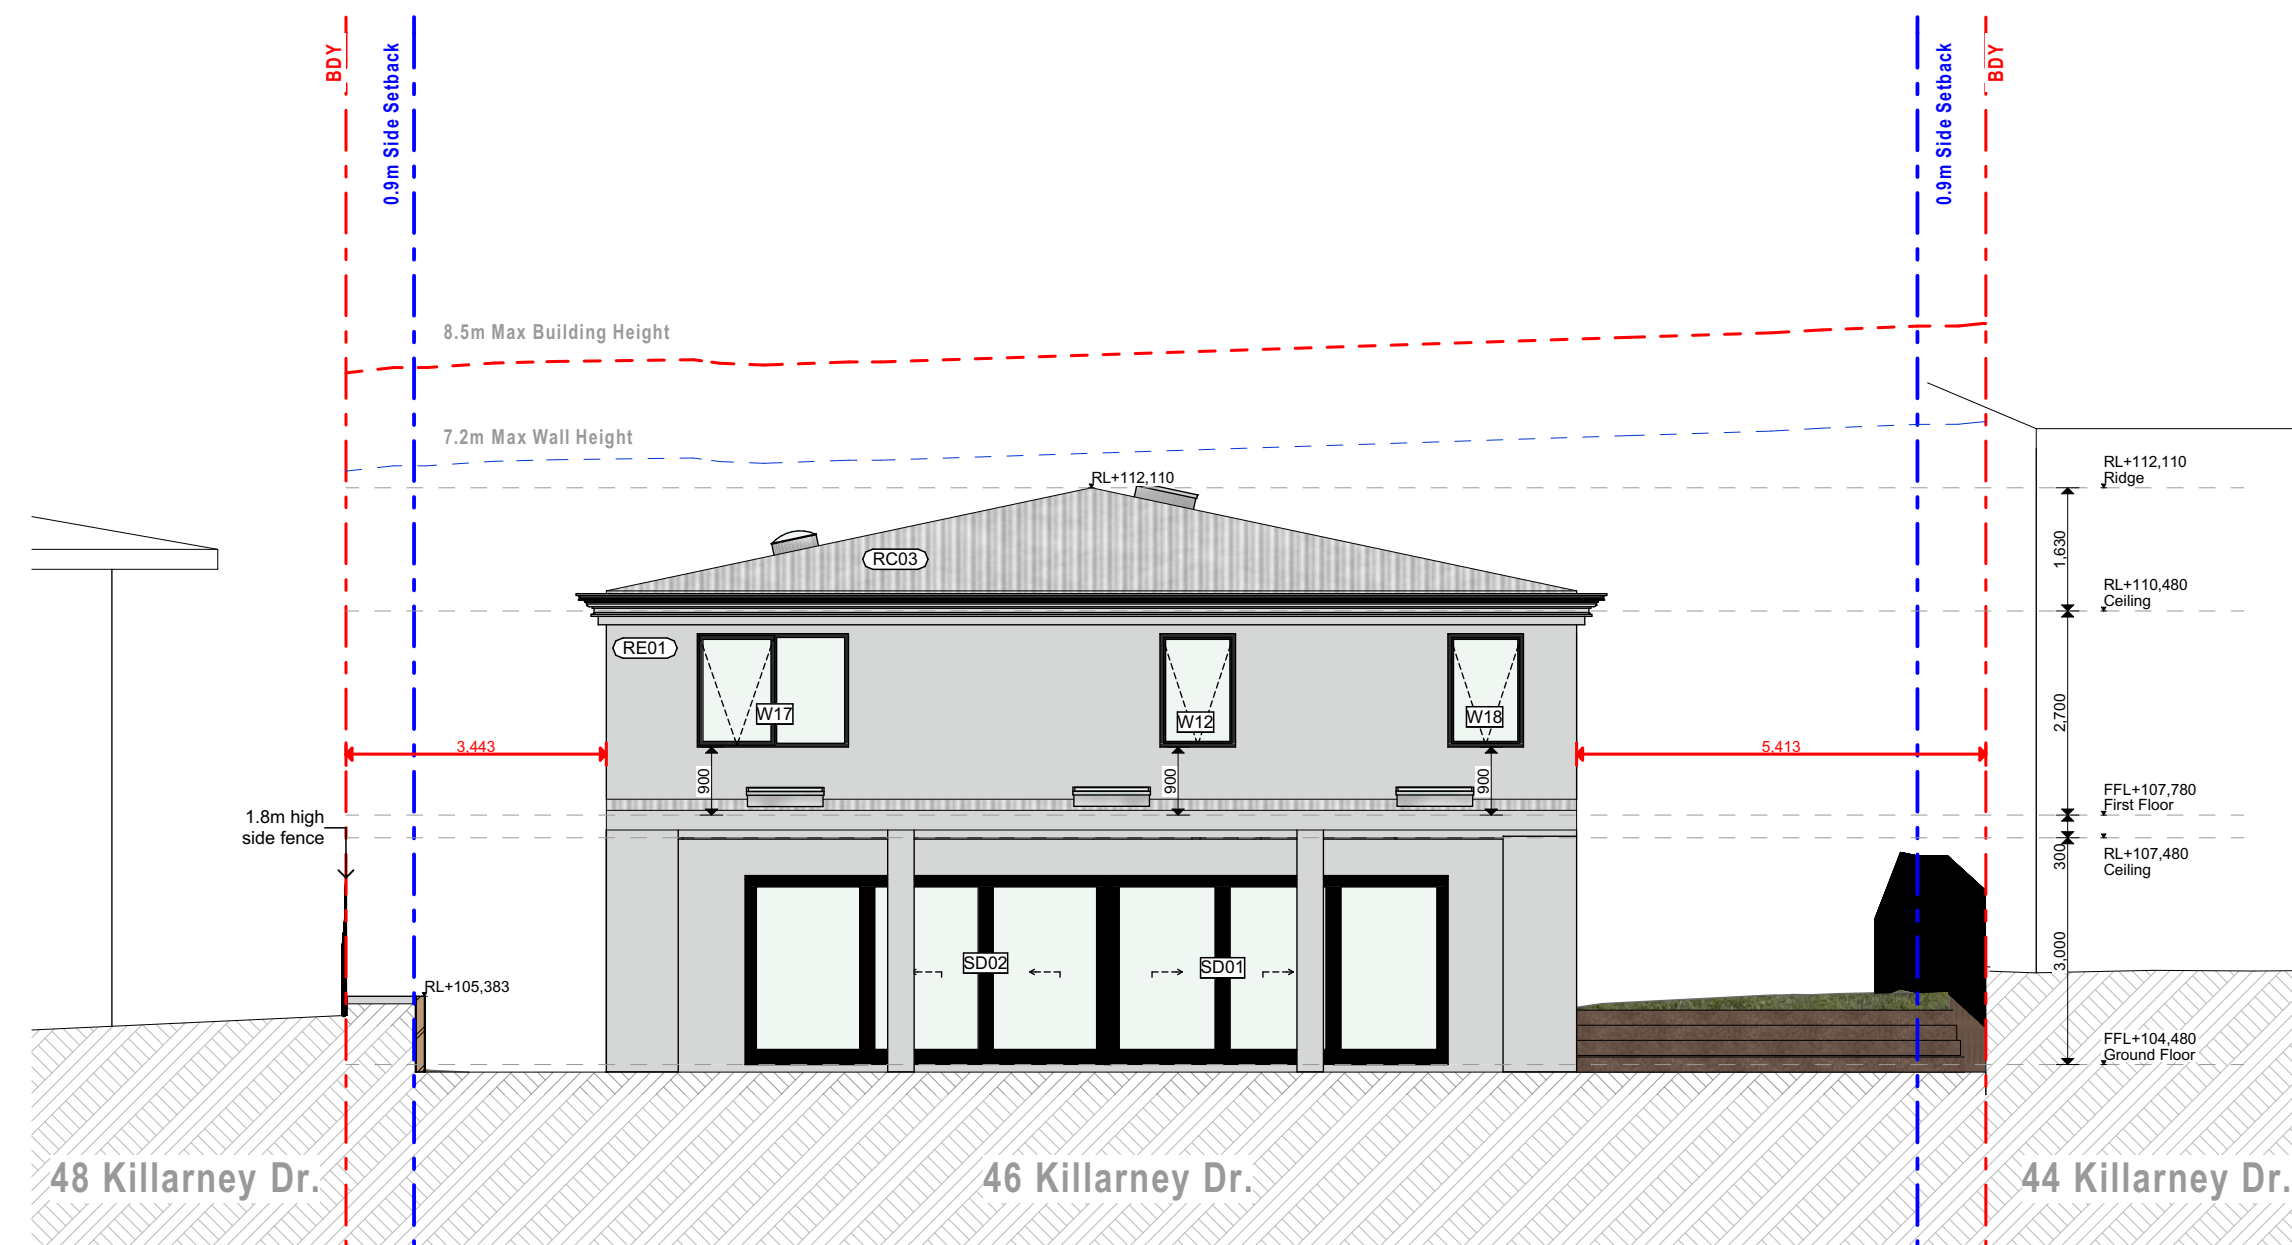 BDY
0.9m Side Setback
0.9m Side Setback
BDY
8.5m Max Building Height
7.2m Max Wall Height
RL+112,110
RL+112,110
Ridge
1,630
RC03
RL+110,480
Ceiling
RE01
W17
W12
W18
2,700
3,443
5,413
900
900
900
FFL+107,780
First Floor
1.8m high
side fence
300
RL+107,480
Ceiling
SD02
SD01
3,000
RL+105,383
FFL+104,480
Ground Floor
48 Killarney Dr.
46 Killarney Dr.
44 Killarney Dr.